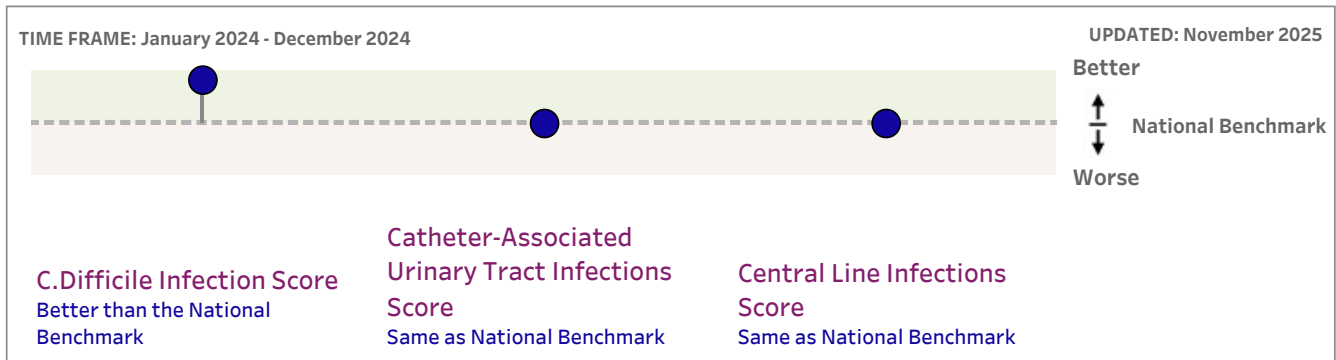 TIME FRAME: January 2024 - December 2024
UPDATED: November 2025
Better
National Benchmark
Worse
C.Difficile Infection Score
Better than the National
Benchmark
Catheter-Associated
Urinary Tract Infections
Score
Same as National Benchmark
Central Line Infections
Score
Same as National Benchmark